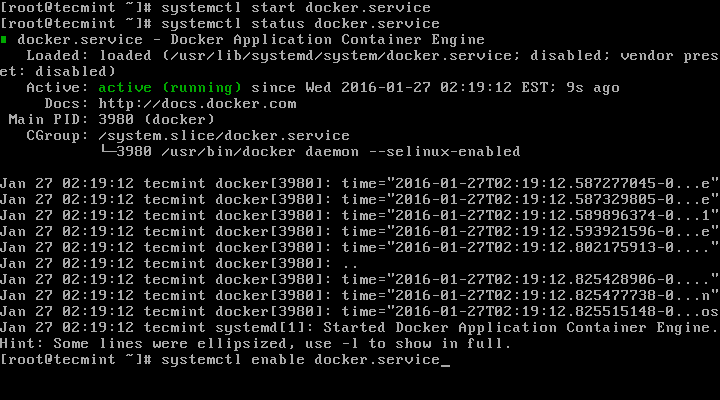 [root@tecmint ~]# systemctl start docker.service
[root@tecmint ~]# systemctl status docker.service
docker.service - Docker Application Container Engine
   Loaded: loaded (/usr/lib/systemd/system/docker.service; disabled; vendor pres
et: disabled)
   Active: active (running) since Wed 2016-01-27 02:19:12 EST; 9s ago
     Docs: http://docs.docker.com
 Main PID: 3980 (docker)
   CGroup: /system.slice/docker.service
           └─3980 /usr/bin/docker daemon --selinux-enabled
Jan 27 02:19:12 tecmint docker[3980]: time="2016-01-27T02:19:12.587277045-0...e"
Jan 27 02:19:12 tecmint docker[3980]: time="2016-01-27T02:19:12.587329805-0...e"
Jan 27 02:19:12 tecmint docker[3980]: time="2016-01-27T02:19:12.589896374-0...1"
Jan 27 02:19:12 tecmint docker[3980]: time="2016-01-27T02:19:12.593921596-0...e"
Jan 27 02:19:12 tecmint docker[3980]: time="2016-01-27T02:19:12.802175913-0...."
Jan 27 02:19:12 tecmint docker[3980]: ..
Jan 27 02:19:12 tecmint docker[3980]: time="2016-01-27T02:19:12.825428906-0...."
Jan 27 02:19:12 tecmint docker[3980]: time="2016-01-27T02:19:12.825477738-0...n"
Jan 27 02:19:12 tecmint docker[3980]: time="2016-01-27T02:19:12.825515148-0...os
Jan 27 02:19:12 tecmint systemd[1]: Started Docker Application Container Engine.
Hint: Some lines were ellipsized, use -l to show in full.
[root@tecmint ~]# systemctl enable docker.service_